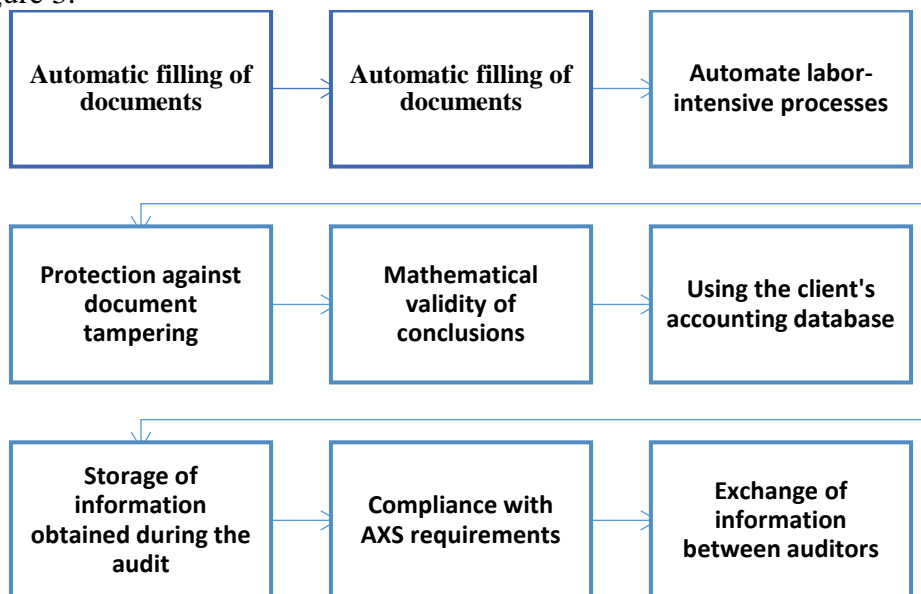 Automatic filling of
documents
Automatic filling of
documents
Automate labor-
intensive processes
Protection against
document
tampering
Mathematical
validity of
conclusions
Using the client's
accounting database
Storage of
information
obtained during the
audit
Compliance with
AXS requirements
Exchange of
information
between auditors